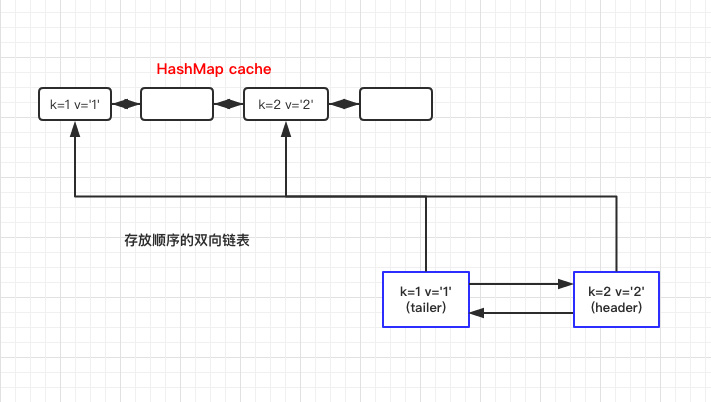 HashMap cache
k=1 v='1'
k=2 v='2'
存放顺序的双向链表
k=1 v='1'
(tailer)
k=2 v='2'
(header)